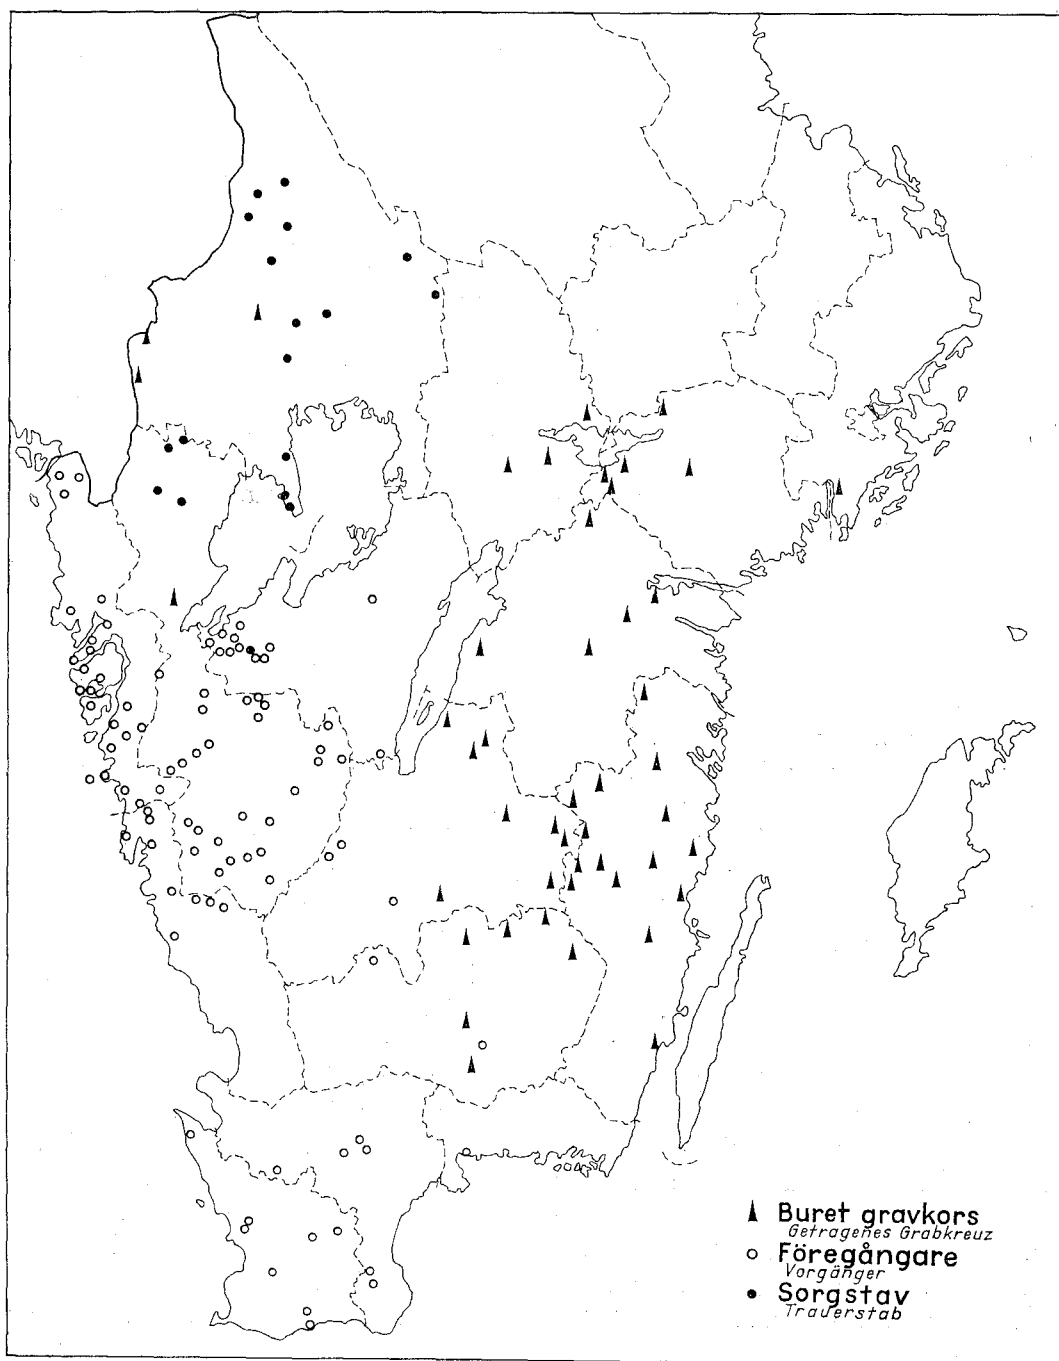 Buret gravkors
Getragenes Grabkreuz
Föregångare
Vorgänger
Sorgstav
Trauerstab